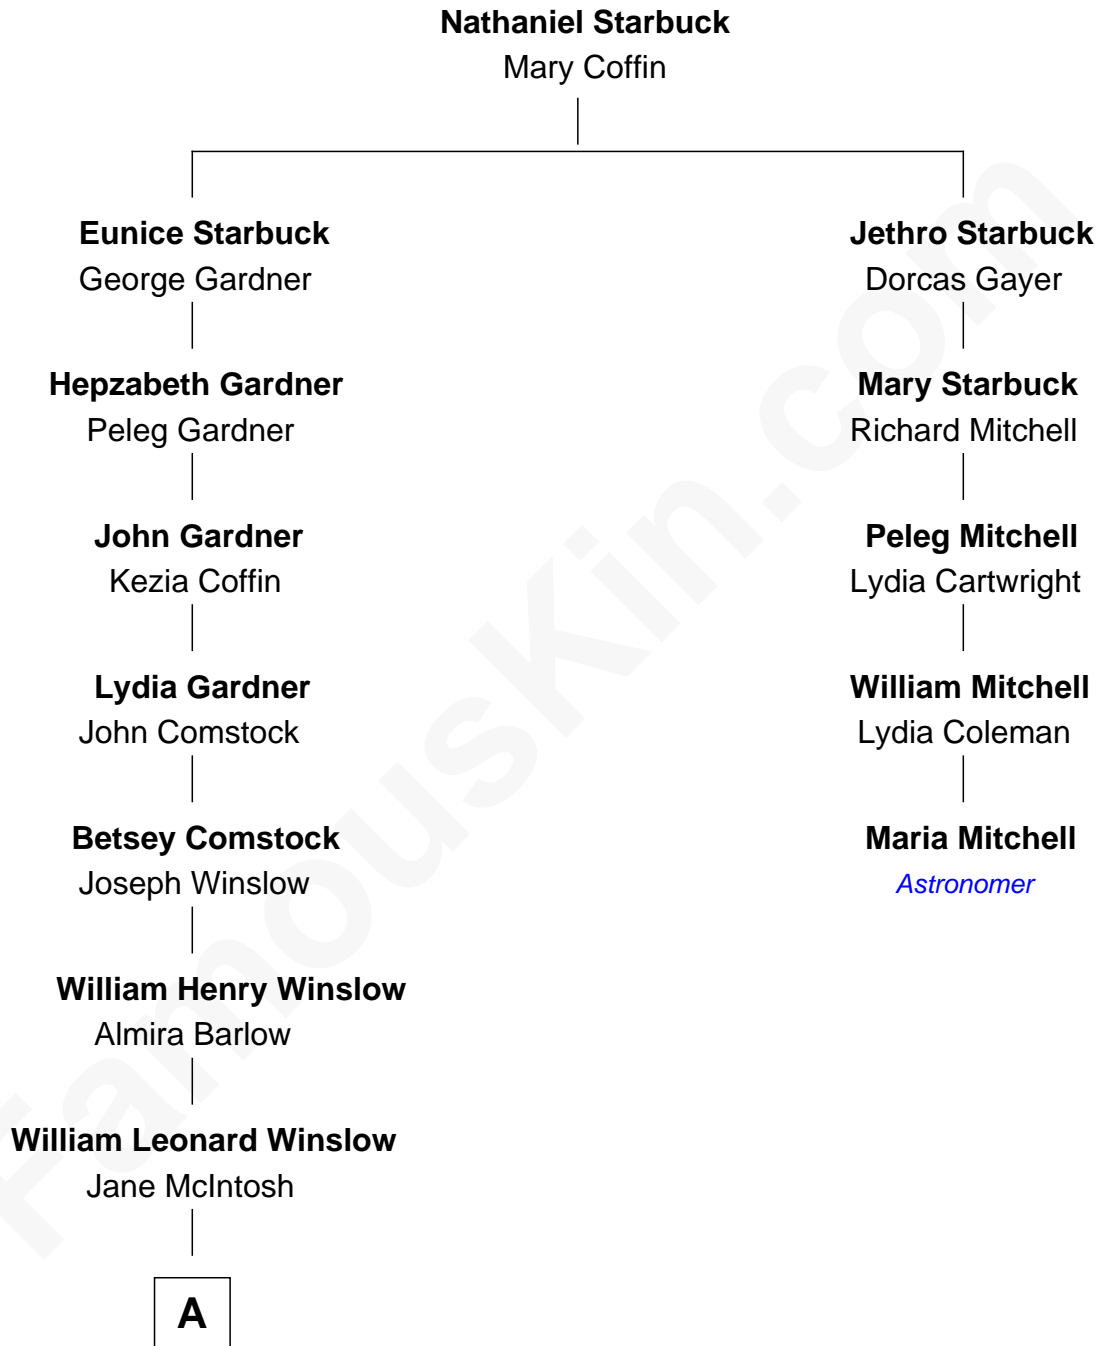 Nathaniel Starbuck
Mary Coffin
Eunice Starbuck
George Gardner
Jethro Starbuck
Dorcas Gayer
Hepzabeth Gardner
Peleg Gardner
Mary Starbuck
Richard Mitchell
John Gardner
Kezia Coffin
Peleg Mitchell
Lydia Cartwright
Lydia Gardner
John Comstock
William Mitchell
Lydia Coleman
Betsey Comstock
Joseph Winslow
Maria Mitchell
Astronomer
William Henry Winslow
Almira Barlow
William Leonard Winslow
Jane McIntosh
A
FamousKin.com